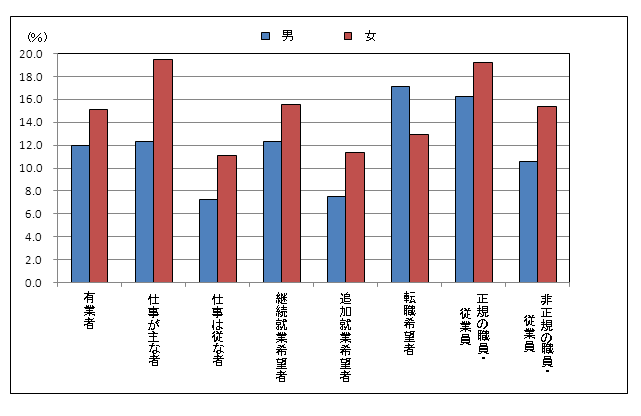 (%)
男
女
20.0
18.0
16.0
14.0
12.0
10.0
8.0
6.0
4.0
2.0
0.0
有業者
仕事が主な者
仕事は従な者
継続就業希望者
追加就業希望者
転職希望者
正規の職員・
従業員
非正規の職員・
従業員